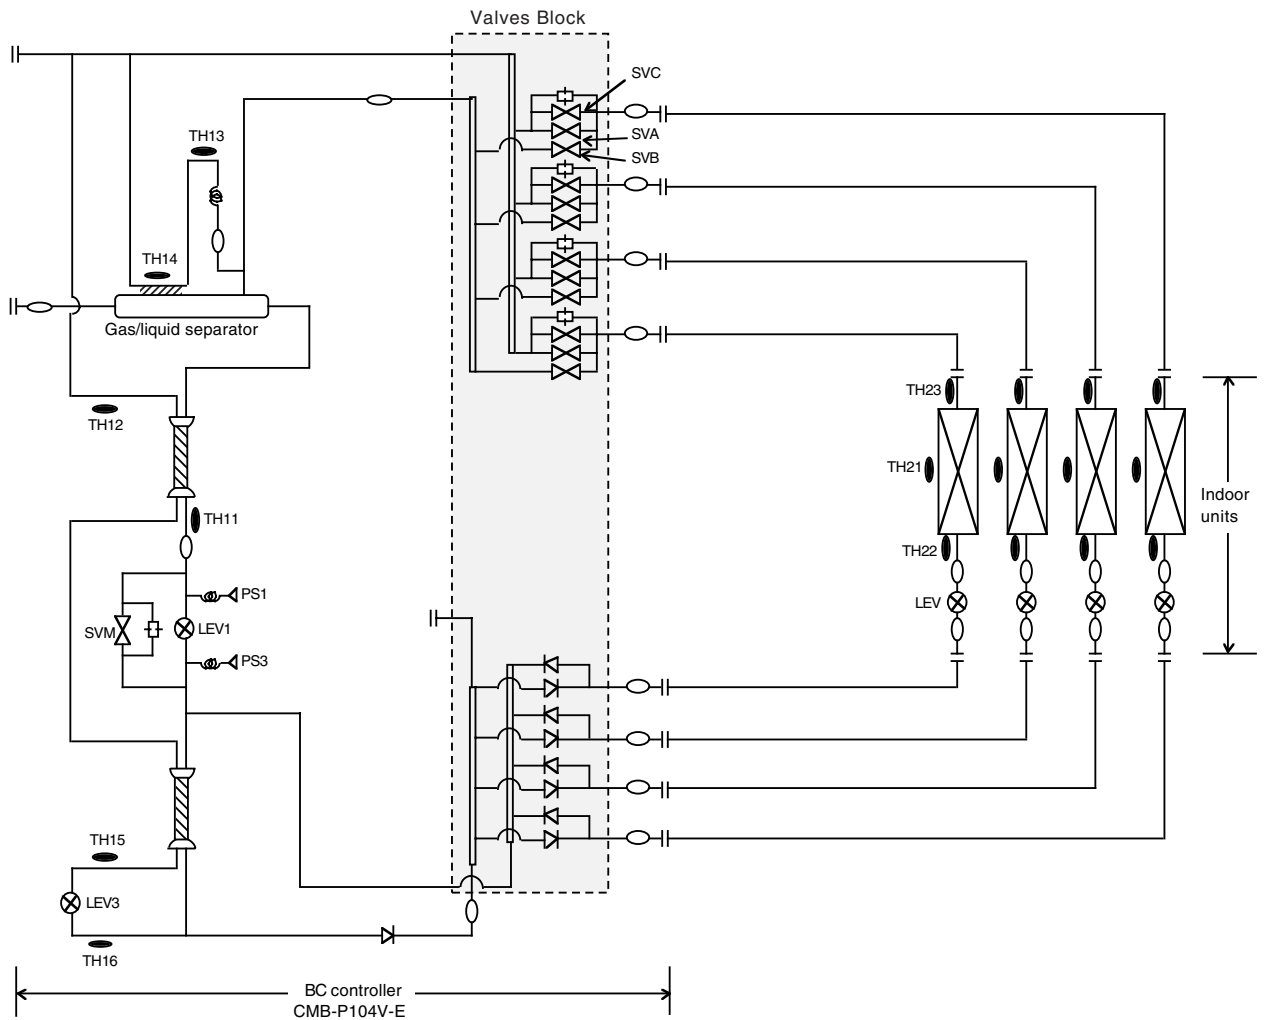 Valves Block
SVC
SVA
SVB
TH13
TH14
Gas/liquid separator
TH12
TH11
PS1
SVM
LEV1
PS3
TH15
LEV3
TH16
TH23
TH21
TH22
LEV
Indoor
units
BC controller
CMB-P104V-E